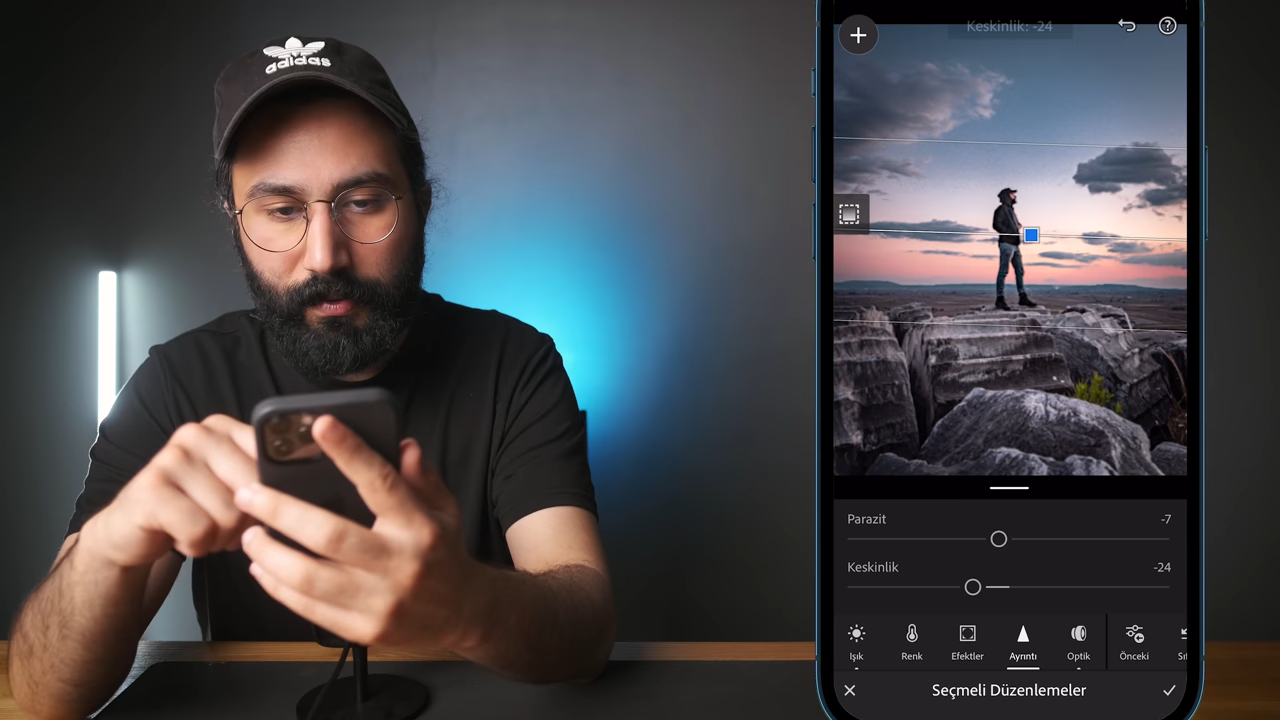 adidas
Keskinlik: -24
Parazit -7
Keskinlik -24
Işık Renk Efektler Ayrıntı Optik Önceki
Seçmeli Düzenlemeler